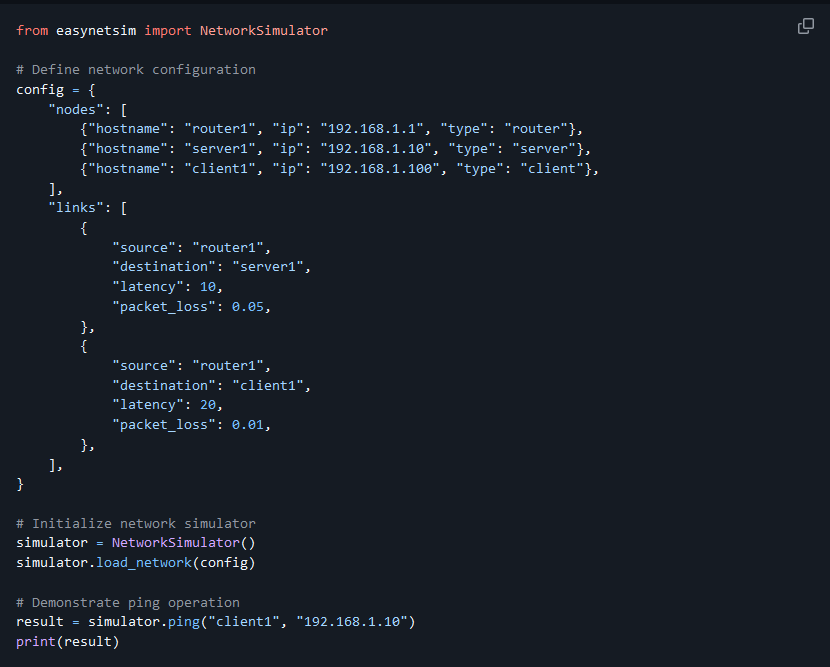 from easynetsim import NetworkSimulator
# Define network configuration
config = {
    "nodes": [
        {"hostname": "router1", "ip": "192.168.1.1", "type": "router"},
        {"hostname": "server1", "ip": "192.168.1.10", "type": "server"},
        {"hostname": "client1", "ip": "192.168.1.100", "type": "client"},
    ],
    "links": [
        {
            "source": "router1",
            "destination": "server1",
            "latency": 10,
            "packet_loss": 0.05,
        },
        {
            "source": "router1",
            "destination": "client1",
            "latency": 20,
            "packet_loss": 0.01,
        },
    ],
}
# Initialize network simulator
simulator = NetworkSimulator()
simulator.load_network(config)
# Demonstrate ping operation
result = simulator.ping("client1", "192.168.1.10")
print(result)